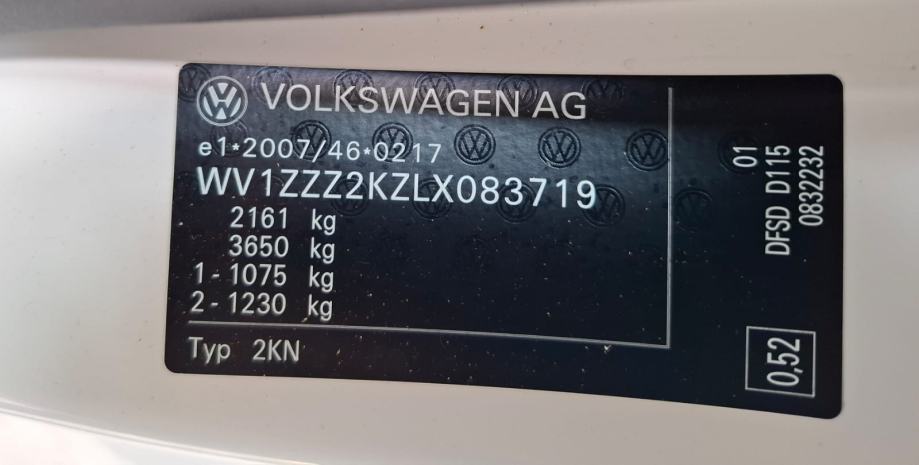 VOLKSWAGEN AG
e1*2007/46*0217
WV1ZZZ2KZLX083719
2161 kg
3650 kg
1- 1075 kg
2- 1230 kg
Typ 2KN
01
DFSD D115
0832232
0,52